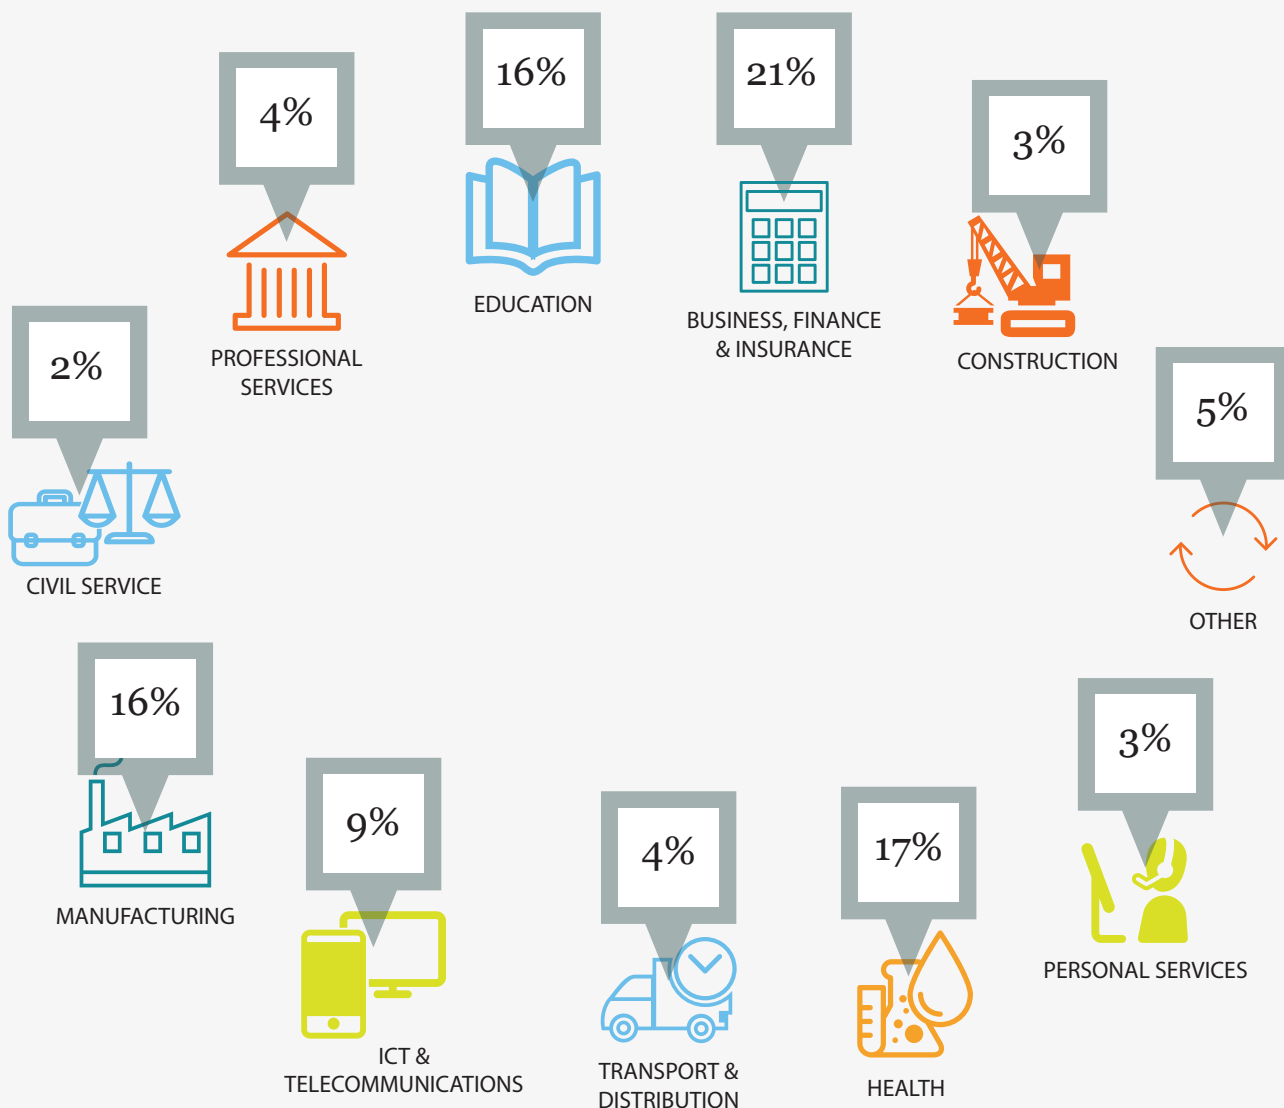 4%
PROFESSIONAL
SERVICES
16%
EDUCATION
21%
BUSINESS, FINANCE
& INSURANCE
3%
CONSTRUCTION
2%
CIVIL SERVICE
5%
OTHER
16%
MANUFACTURING
9%
ICT &
TELECOMMUNICATIONS
4%
TRANSPORT &
DISTRIBUTION
17%
HEALTH
3%
PERSONAL SERVICES